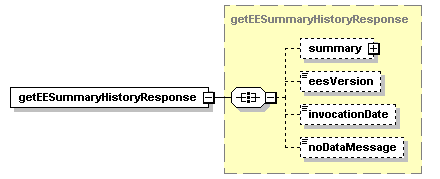 getEESummaryHistoryResponse
summary
eesVersion
getEESummaryHistoryResponse
invocationDate
noDataMessage